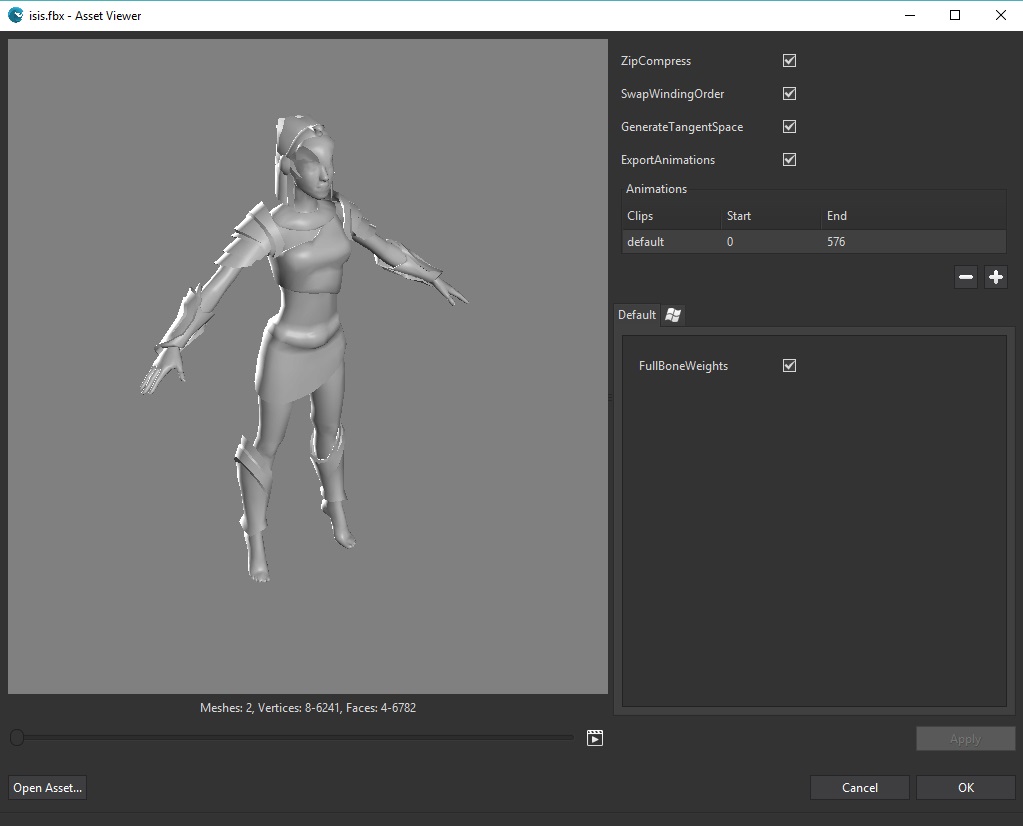 isis.fbx - Asset Viewer
ZipCompress
SwapWindingOrder
GenerateTangentSpace
ExportAnimations
Animations
Clips Start End
default 0 576
Default
FullBoneWeights
Meshes: 2, Vertices: 8-6241, Faces: 4-6782
Apply
Open Asset... Cancel OK